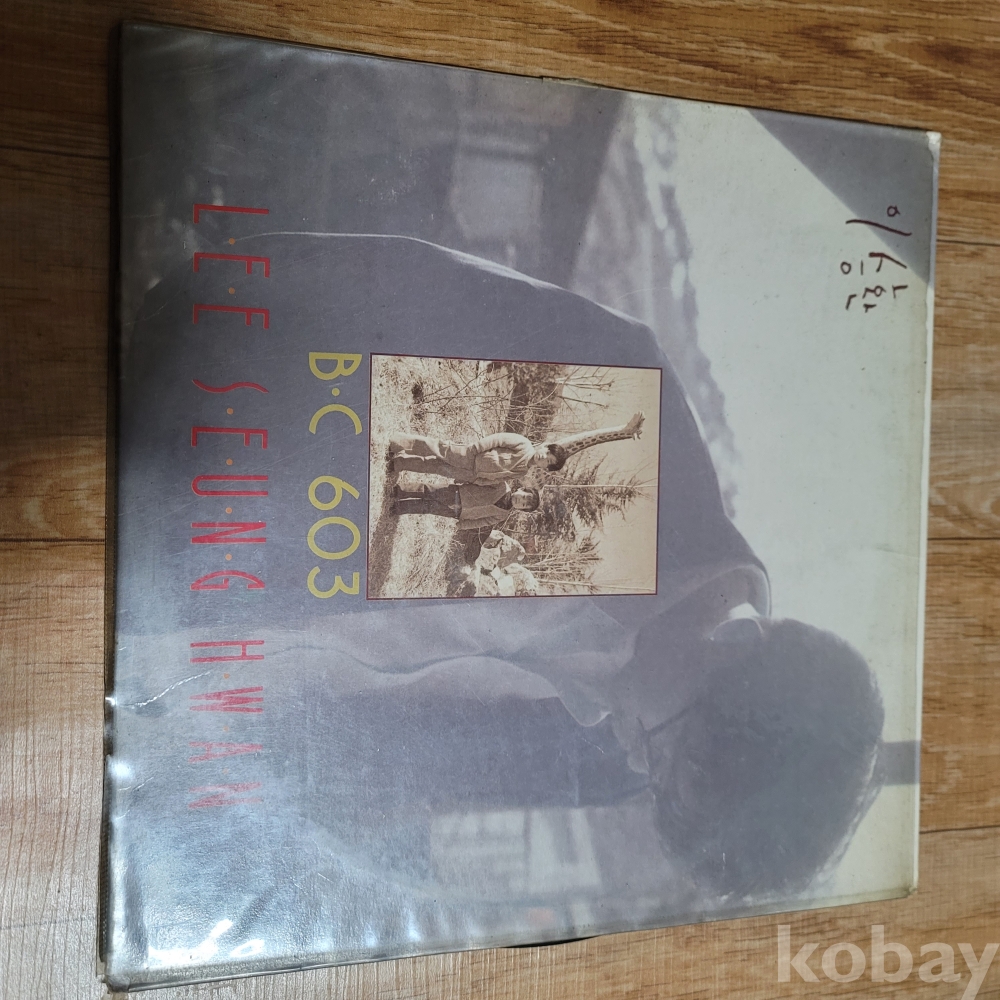 이승환
B·C 603
L·E·E S·E·U·N·G H·W·A·N
kobay